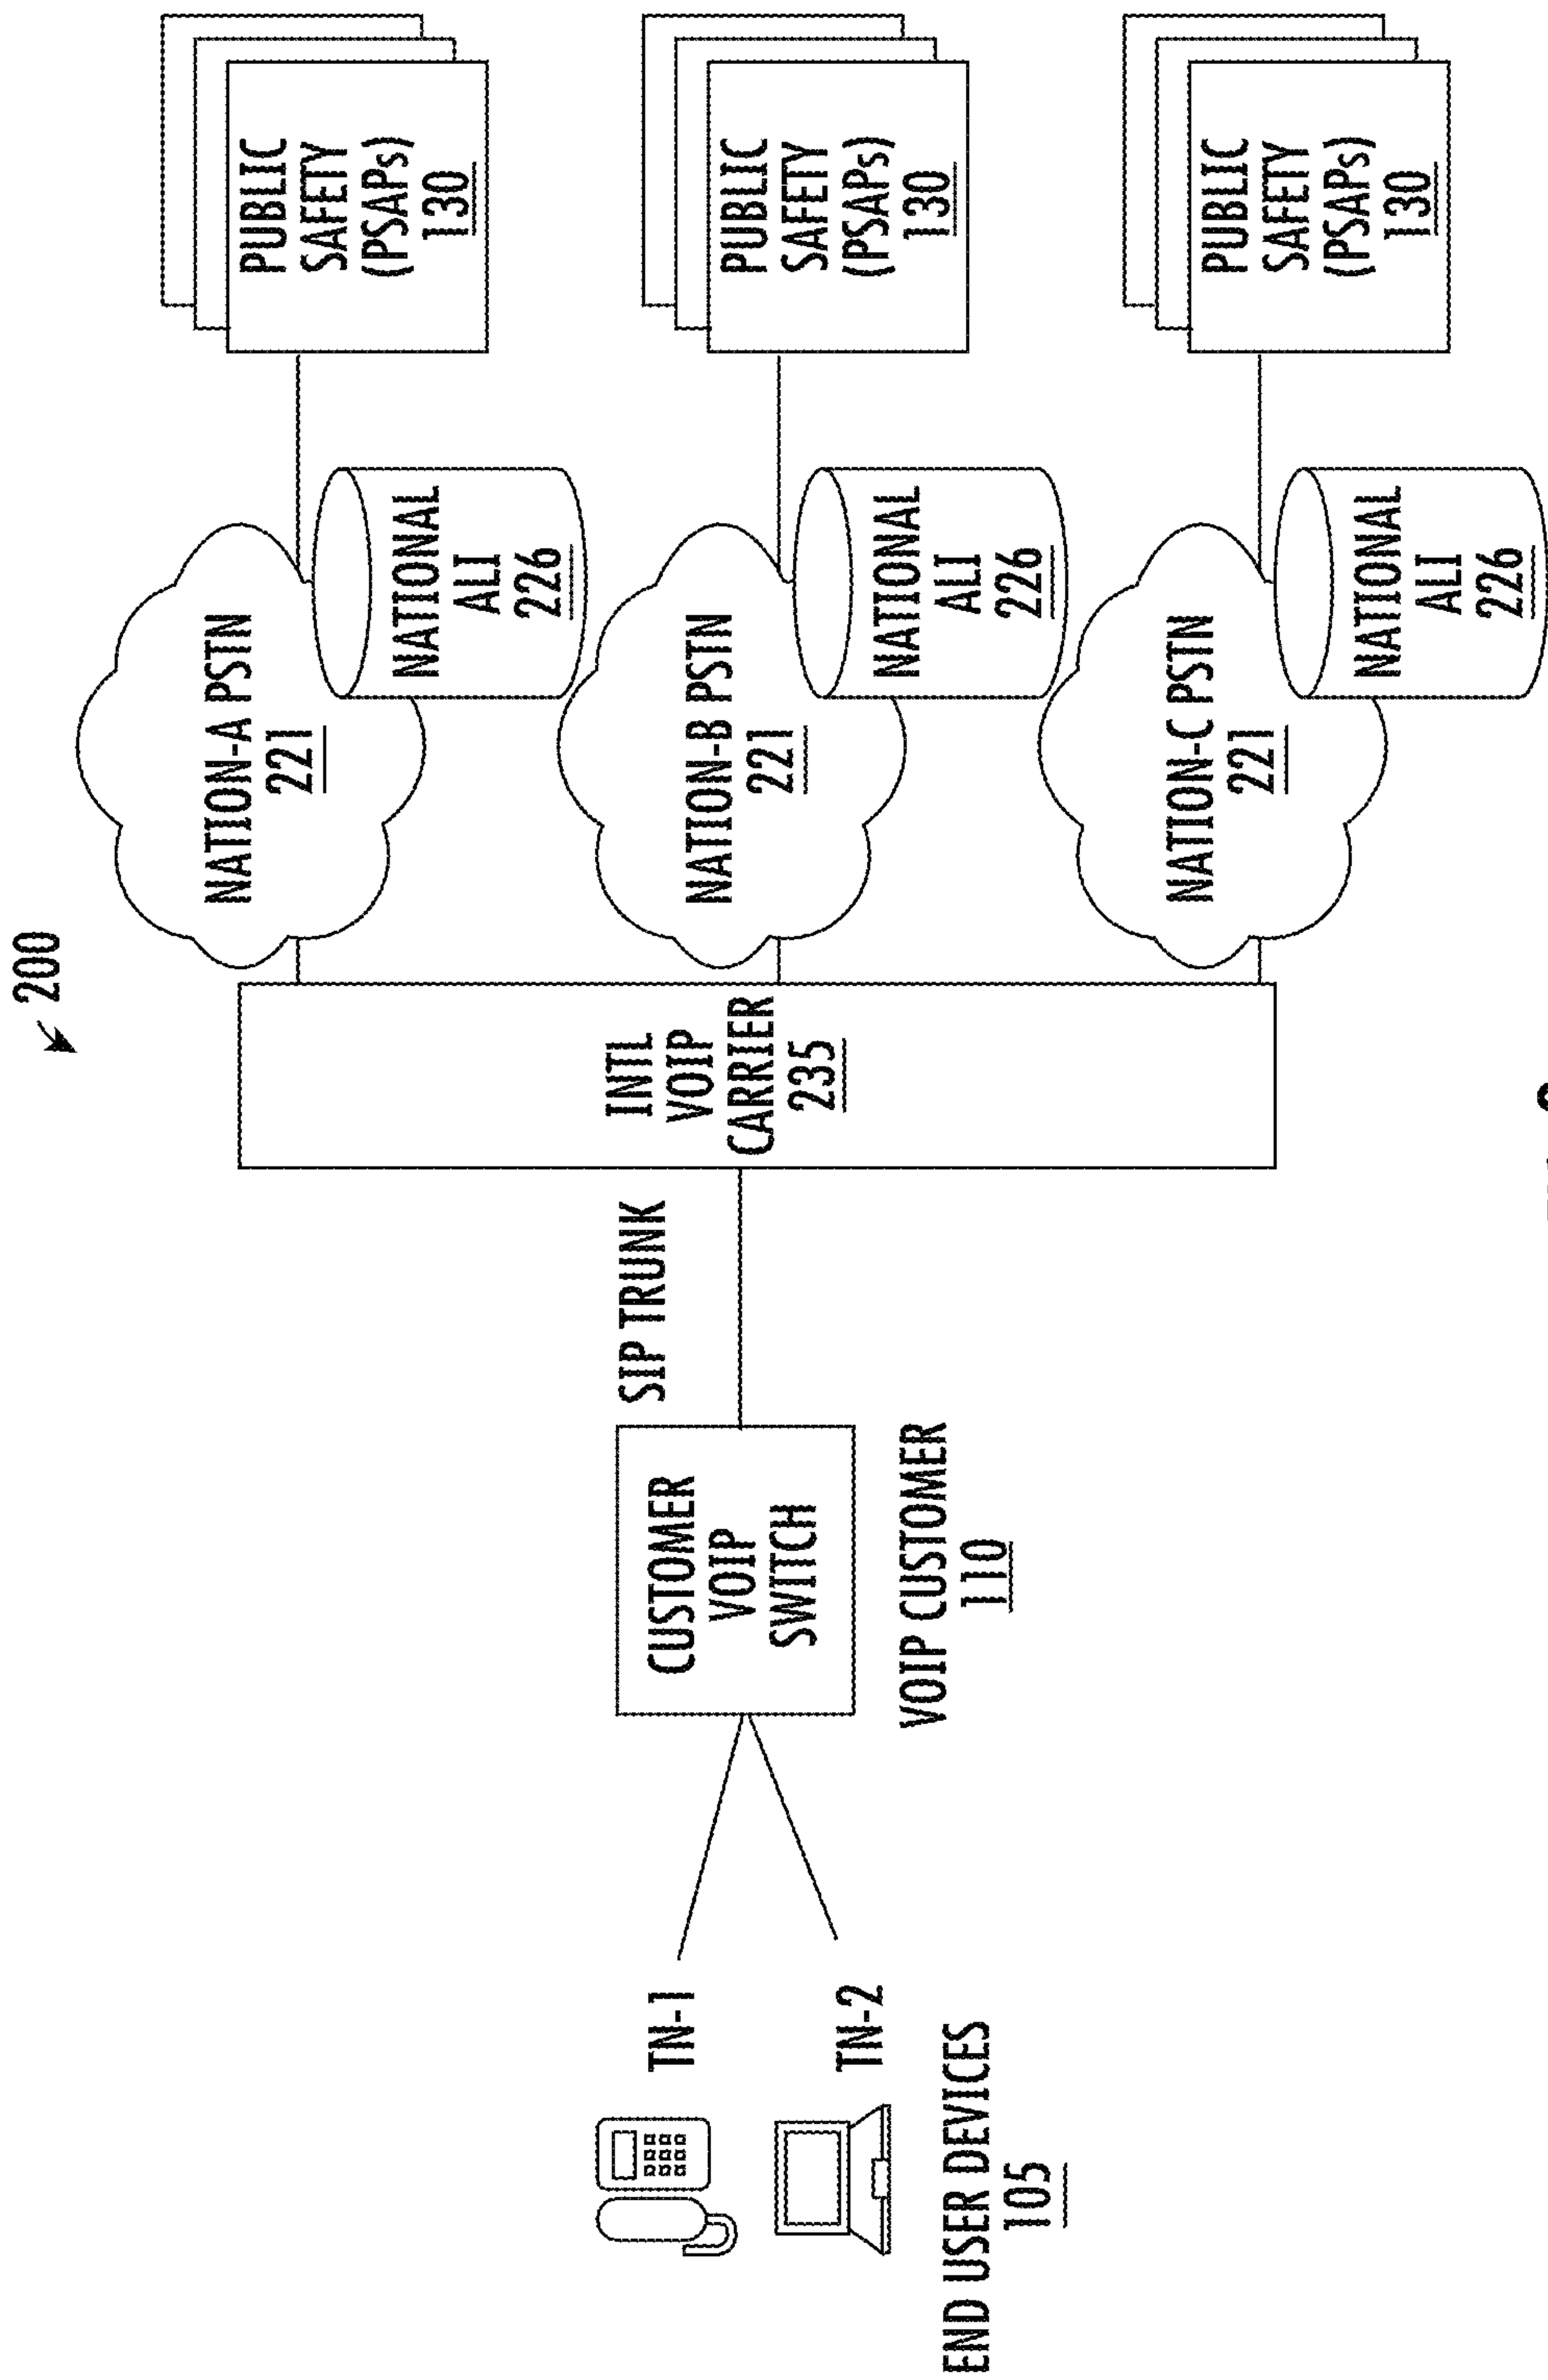 200
TN-1
TN-2
END USER DEVICES
105
CUSTOMER
VOIP
SWITCH
VOIP CUSTOMER
110
SIP TRUNK
INTL
VOIP
CARRIER
235
NATION-A PSTN
221
NATIONAL
ALI
226
PUBLIC
SAFETY
(PSAPs)
130
NATION-B PSTN
221
NATIONAL
ALI
226
PUBLIC
SAFETY
(PSAPs)
130
NATION-C PSTN
221
NATIONAL
ALI
226
PUBLIC
SAFETY
(PSAPs)
130